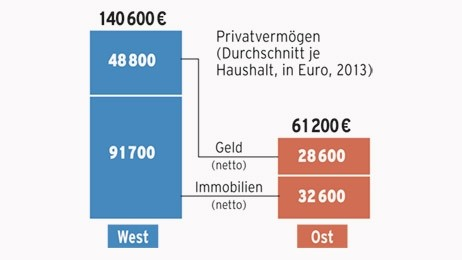 140 600 €
Privatvermögen
(Durchschnitt je
Haushalt, in Euro, 2013)
48 800
61 200 €
91 700
Geld
(netto)
28 600
Immobilien
(netto)
32 600
West
Ost